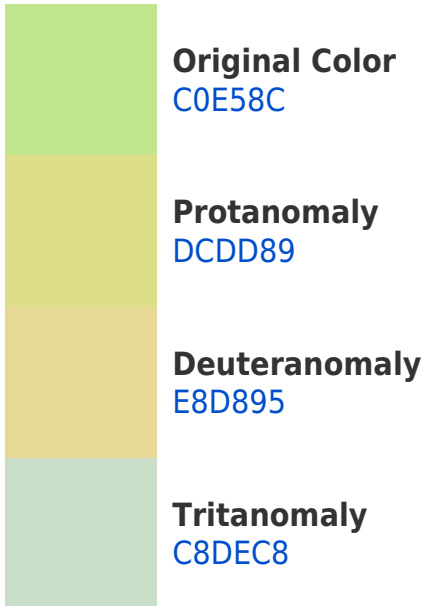 Original Color
C0E58C
Protanomaly
DCDD89
Deuteranomaly
E8D895
Tritanomaly
C8DEC8